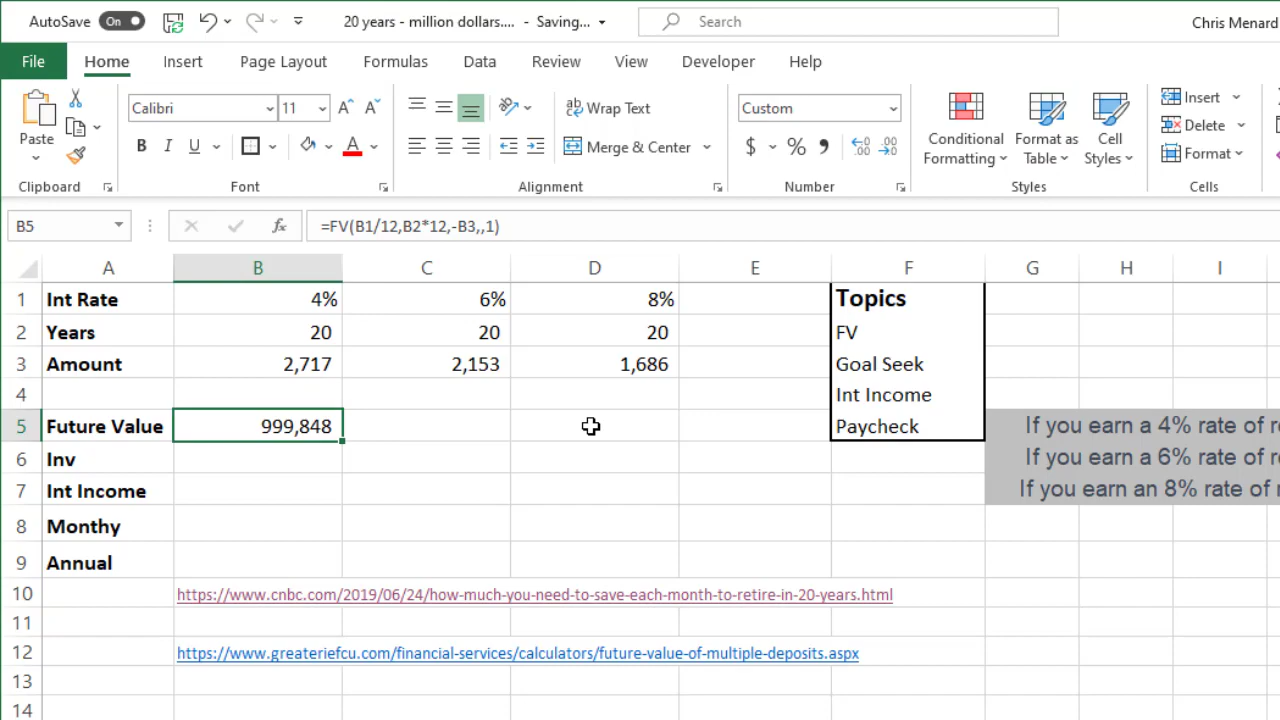 AutoSave On 20 years - million dollars.... - Saving... Search Chris Menard
File Home Insert Page Layout Formulas Data Review View Developer Help
Paste Calibri 11 Wrap Text Custom Conditional Formatting Format as Table Cell Styles Insert
B I U A Merge & Center $ % Delete
Format
Clipboard Font Alignment Number Styles Cells
B5 fx =FV(B1/12,B2*12,-B3,,1)
A B C D E F G H I
1 Int Rate 4% 6% 8% Topics
2 Years 20 20 20 FV
3 Amount 2,717 2,153 1,686 Goal Seek
4 Int Income
5 Future Value 999,848 Paycheck If you earn a 4% rate of
6 Inv If you earn a 6% rate of
7 Int Income If you earn an 8% rate of
8 Monthy
9 Annual
10 https://www.cnbc.com/2019/06/24/how-much-you-need-to-save-each-month-to-retire-in-20-years.html
11
12 https://www.greateriefcu.com/financial-services/calculators/future-value-of-multiple-deposits.aspx
13
14